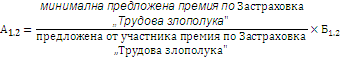 минимална предложена премия по Застраховка
„Трудова злополука"
А1.2 = × Б1.2
предложена от участника премия по Застраховка
„Трудова злополука"